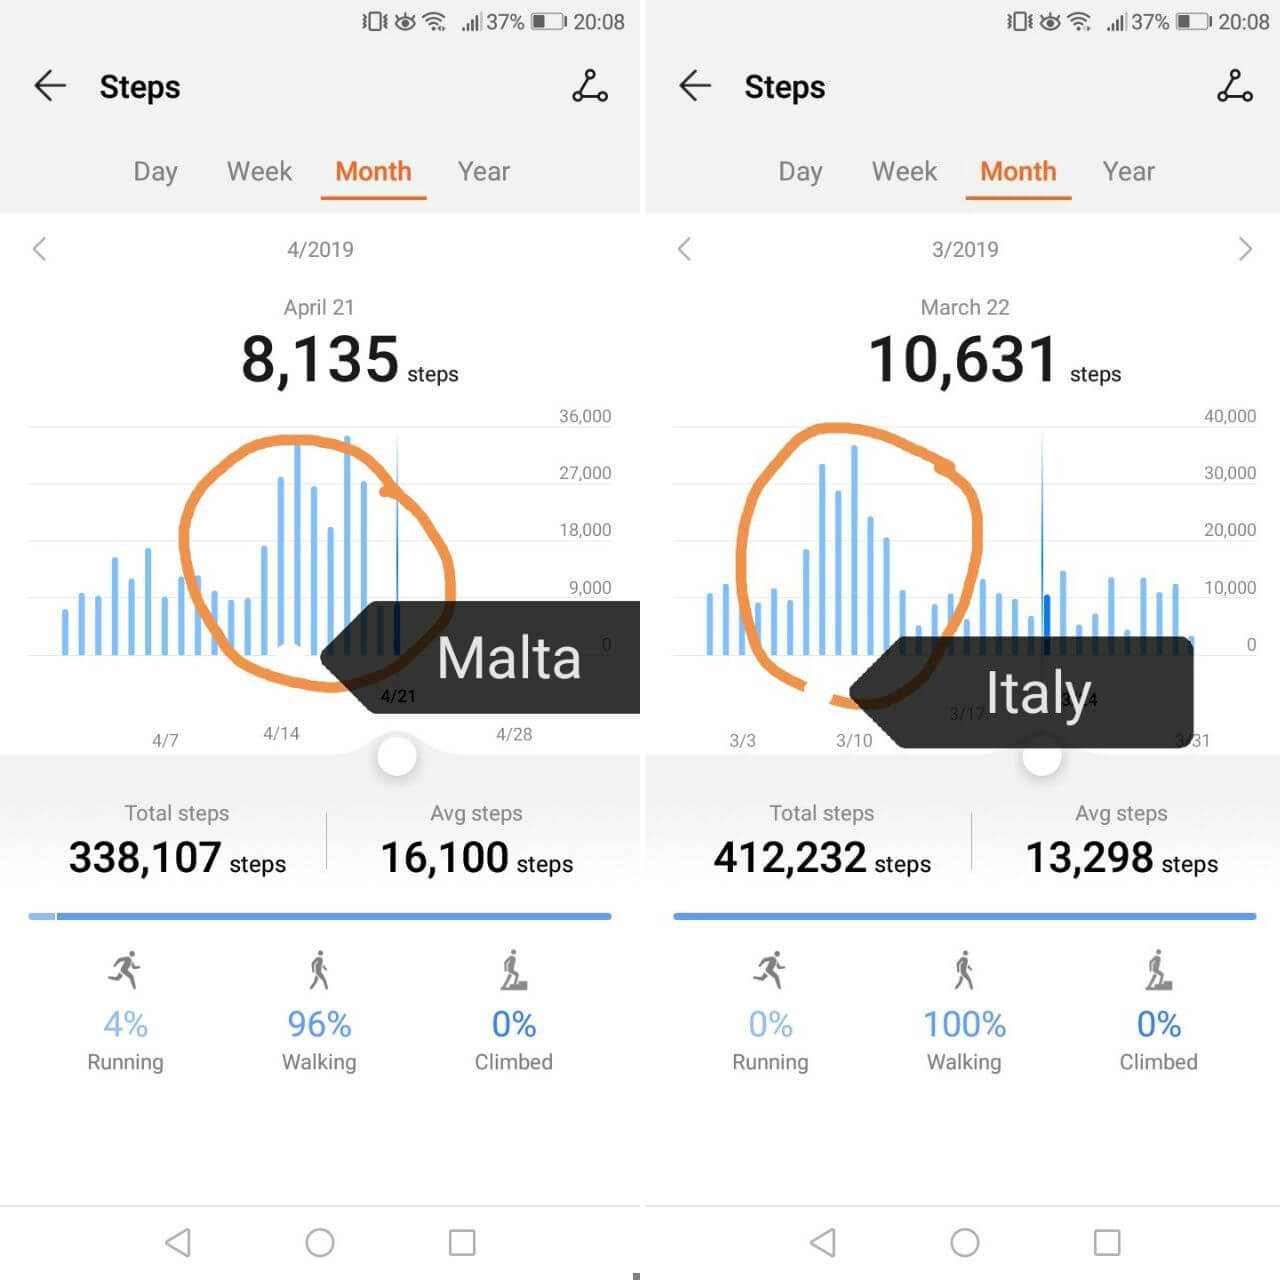 37% 20:08
Steps
Day Week Month Year
4/2019
April 21
8,135 steps
36,000
27,000
18,000
9,000
0
Malta
4/21
4/7 4/14 4/28
Total steps Avg steps
338,107 steps 16,100 steps
4% 96% 0%
Running Walking Climbed
37% 20:08
Steps
Day Week Month Year
3/2019
March 22
10,631 steps
40,000
30,000
20,000
10,000
0
Italy
3/17
3/3 3/10 3/31
Total steps Avg steps
412,232 steps 13,298 steps
0% 100% 0%
Running Walking Climbed